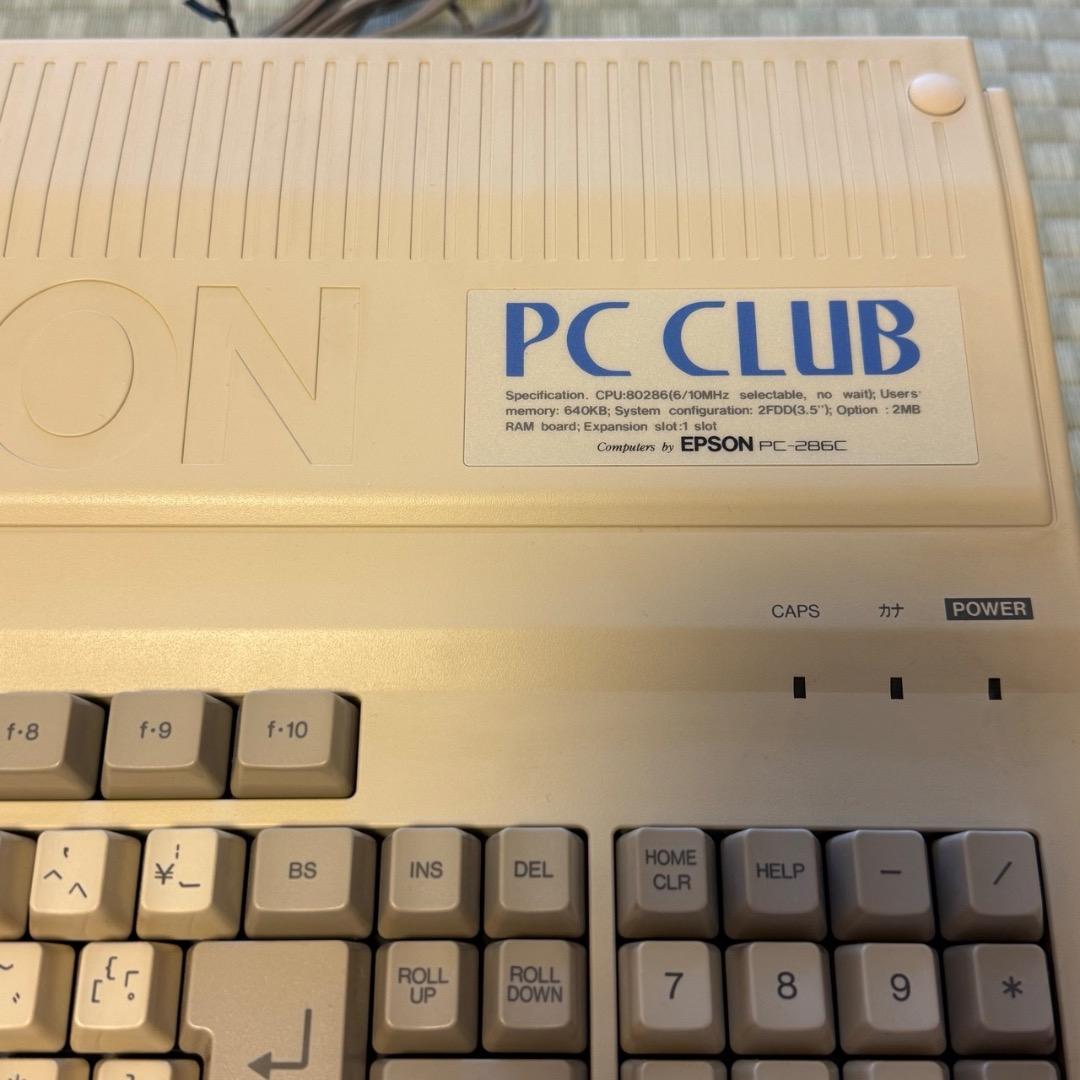 ON
PC CLUB
Specification. CPU:80286(6/10MHz selectable, no wait); Users'
memory: 640KB; System configuration: 2FDD(3.5"); Option : 2MB
RAM board; Expansion slot:1 slot
Computers by EPSON PC-286C
CAPS カナ POWER
f·8 f·9 f·10
^ ¥ BS INS DEL HOME CLR HELP − /
[ { 「 ゜ ROLL UP ROLL DOWN 7 8 9 *